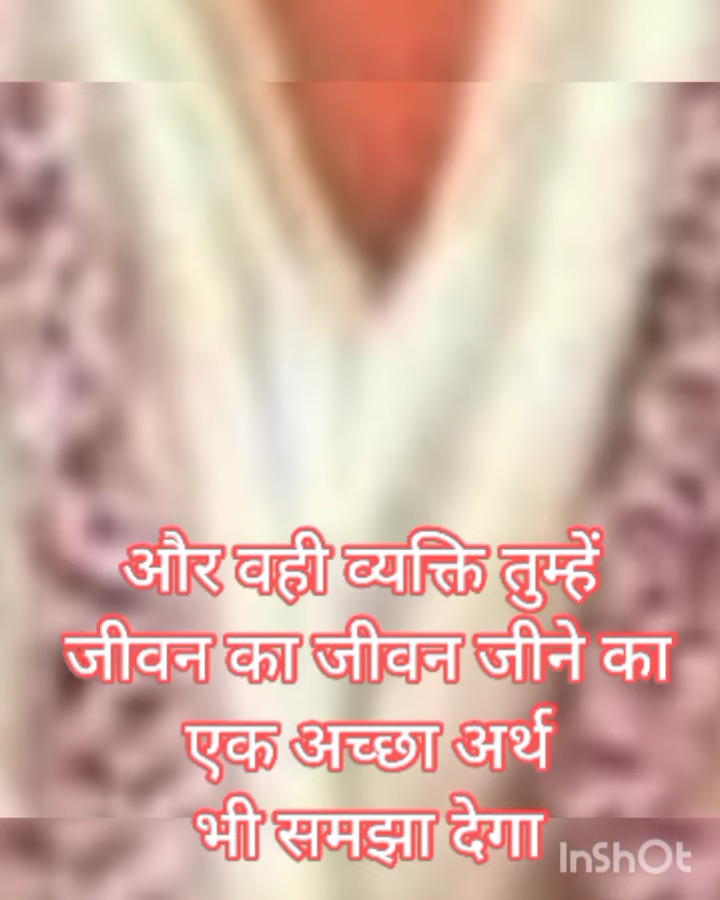 और वही व्यक्ति तुम्हें
जीवन का जीवन जीने का
एक अच्छा अर्थ
भी समझा देगा
InShOt